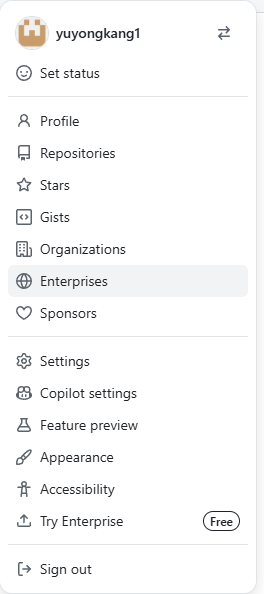 yuyongkang1
Set status
Profile
Repositories
Stars
Gists
Organizations
Enterprises
Sponsors
Settings
Copilot settings
Feature preview
Appearance
Accessibility
Try Enterprise Free
Sign out